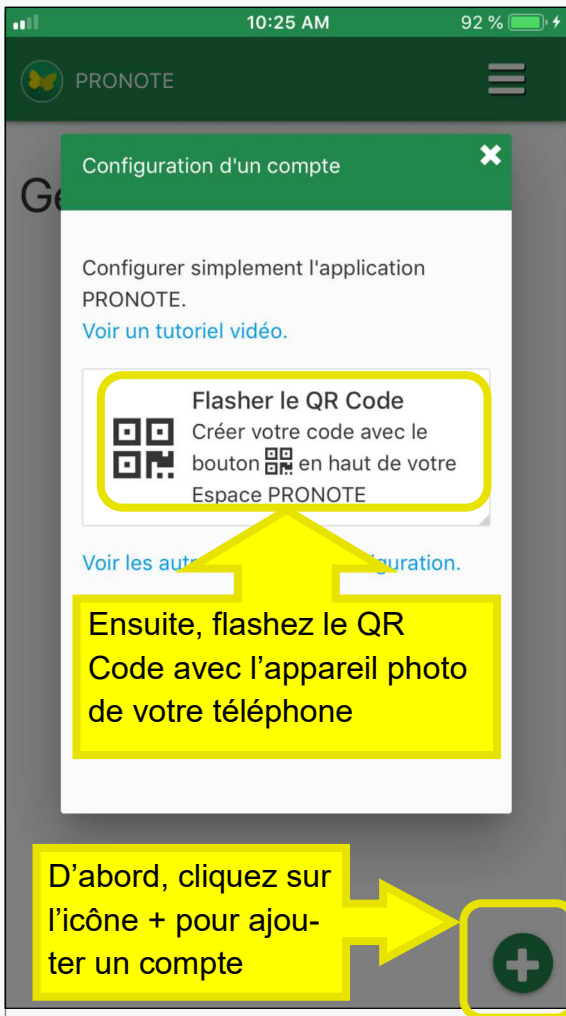 10:25 AM
92 %
PRONOTE
Ge
Configuration d'un compte
Configurer simplement l'application
PRONOTE.
Voir un tutoriel vidéo.
Flasher le QR Code
Créer votre code avec le
bouton en haut de votre
Espace PRONOTE
Voir les aut guration.
Ensuite, flashez le QR
Code avec l’appareil photo
de votre téléphone
D’abord, cliquez sur
l’icône + pour ajou-
ter un compte